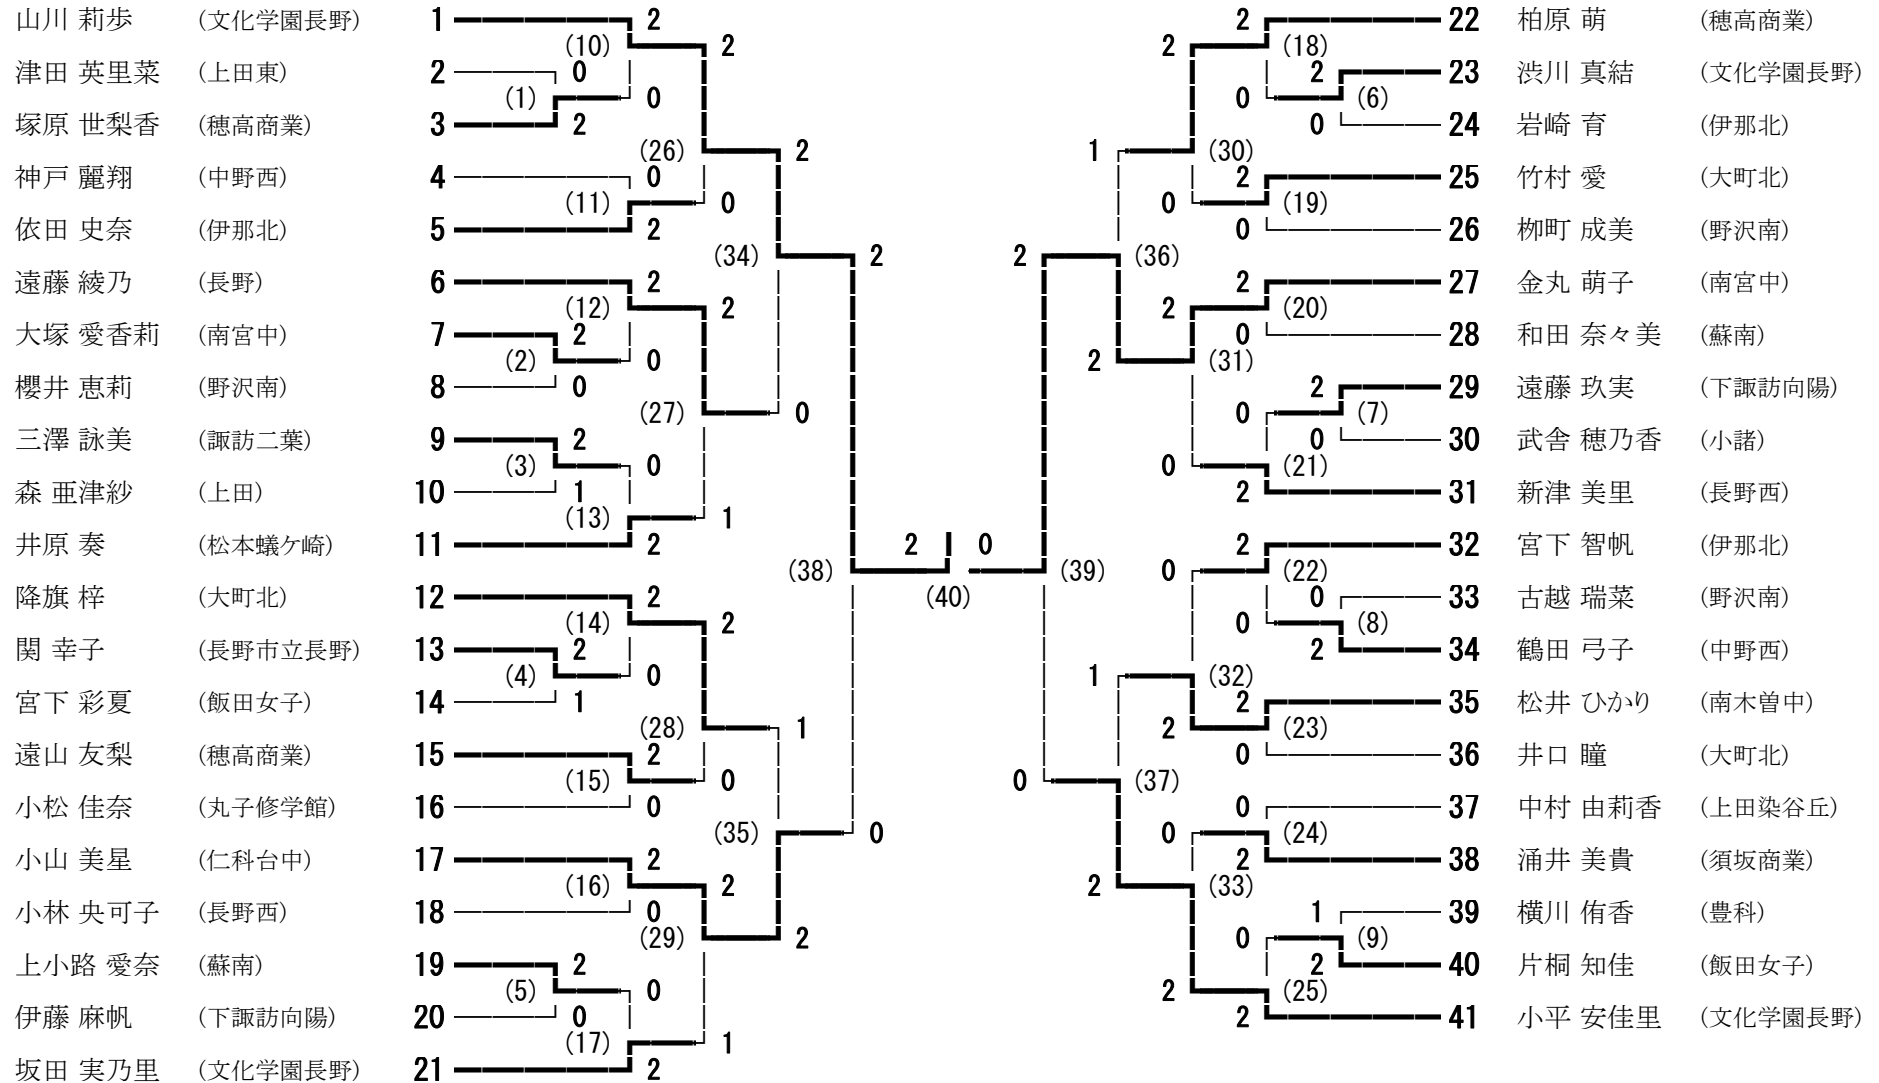 山川 莉歩 (文化学園長野) 1 2 2 22 柏原 萌 (穂高商業)
(10) 2 2 (18)
津田 英里菜 (上田東) 2 0 2 23 渋川 真結 (文化学園長野)
(1) 0 0 (6)
塚原 世梨香 (穂高商業) 3 2 0 24 岩崎 育 (伊那北)
(26) 2 1 (30)
神戸 麗翔 (中野西) 4 0 2 25 竹村 愛 (大町北)
(11) 0 0 (19)
依田 史奈 (伊那北) 5 2 0 26 栁町 成美 (野沢南)
(34) 2 2 (36)
遠藤 綾乃 (長野) 6 2 2 27 金丸 萌子 (南宮中)
(12) 2 2 (20)
大塚 愛香莉 (南宮中) 7 2 0 28 和田 奈々美 (蘇南)
(2) 0 2 (31)
櫻井 恵莉 (野沢南) 8 0 2 29 遠藤 玖実 (下諏訪向陽)
(27) 0 0 (7)
三澤 詠美 (諏訪二葉) 9 2 0 30 武舎 穂乃香 (小諸)
(3) 0 0 (21)
森 亜津紗 (上田) 10 1 2 31 新津 美里 (長野西)
(13) 1
井原 奏 (松本蟻ケ崎) 11 2 2 0 2 32 宮下 智帆 (伊那北)
(38) (39) 0 (22)
降旗 梓 (大町北) 12 2 (40) 0 33 古越 瑞菜 (野沢南)
(14) 2 0 (8)
関 幸子 (長野市立長野) 13 2 2 34 鶴田 弓子 (中野西)
(4) 0 1 (32)
宮下 彩夏 (飯田女子) 14 1 2 35 松井 ひかり (南木曽中)
(28) 1 2 (23)
遠山 友梨 (穂高商業) 15 2 0 36 井口 瞳 (大町北)
(15) 0 0 (37)
小松 佳奈 (丸子修学館) 16 0 0 37 中村 由莉香 (上田染谷丘)
(35) 0 0 (24)
小山 美星 (仁科台中) 17 2 2 38 涌井 美貴 (須坂商業)
(16) 2 2 (33)
小林 央可子 (長野西) 18 0 1 39 横川 侑香 (豊科)
(29) 2 0 (9)
上小路 愛奈 (蘇南) 19 2 2 40 片桐 知佳 (飯田女子)
(5) 0 2 (25)
伊藤 麻帆 (下諏訪向陽) 20 0 2 41 小平 安佳里 (文化学園長野)
(17) 1
坂田 実乃里 (文化学園長野) 21 2